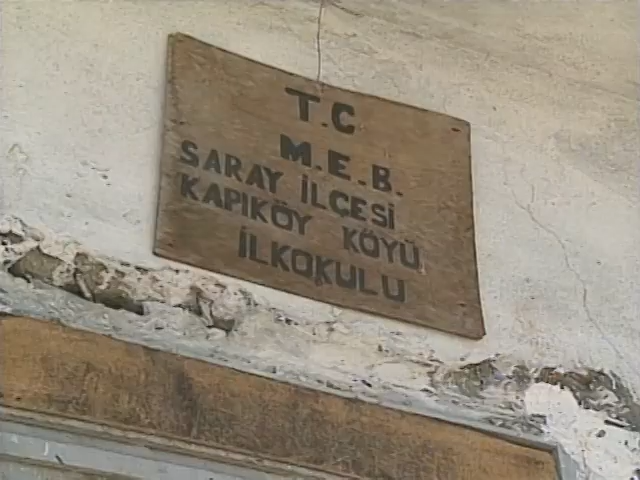 T.C
M.E.B.
SARAY İLÇESİ
KAPIKÖY KÖYÜ
İLKOKULU